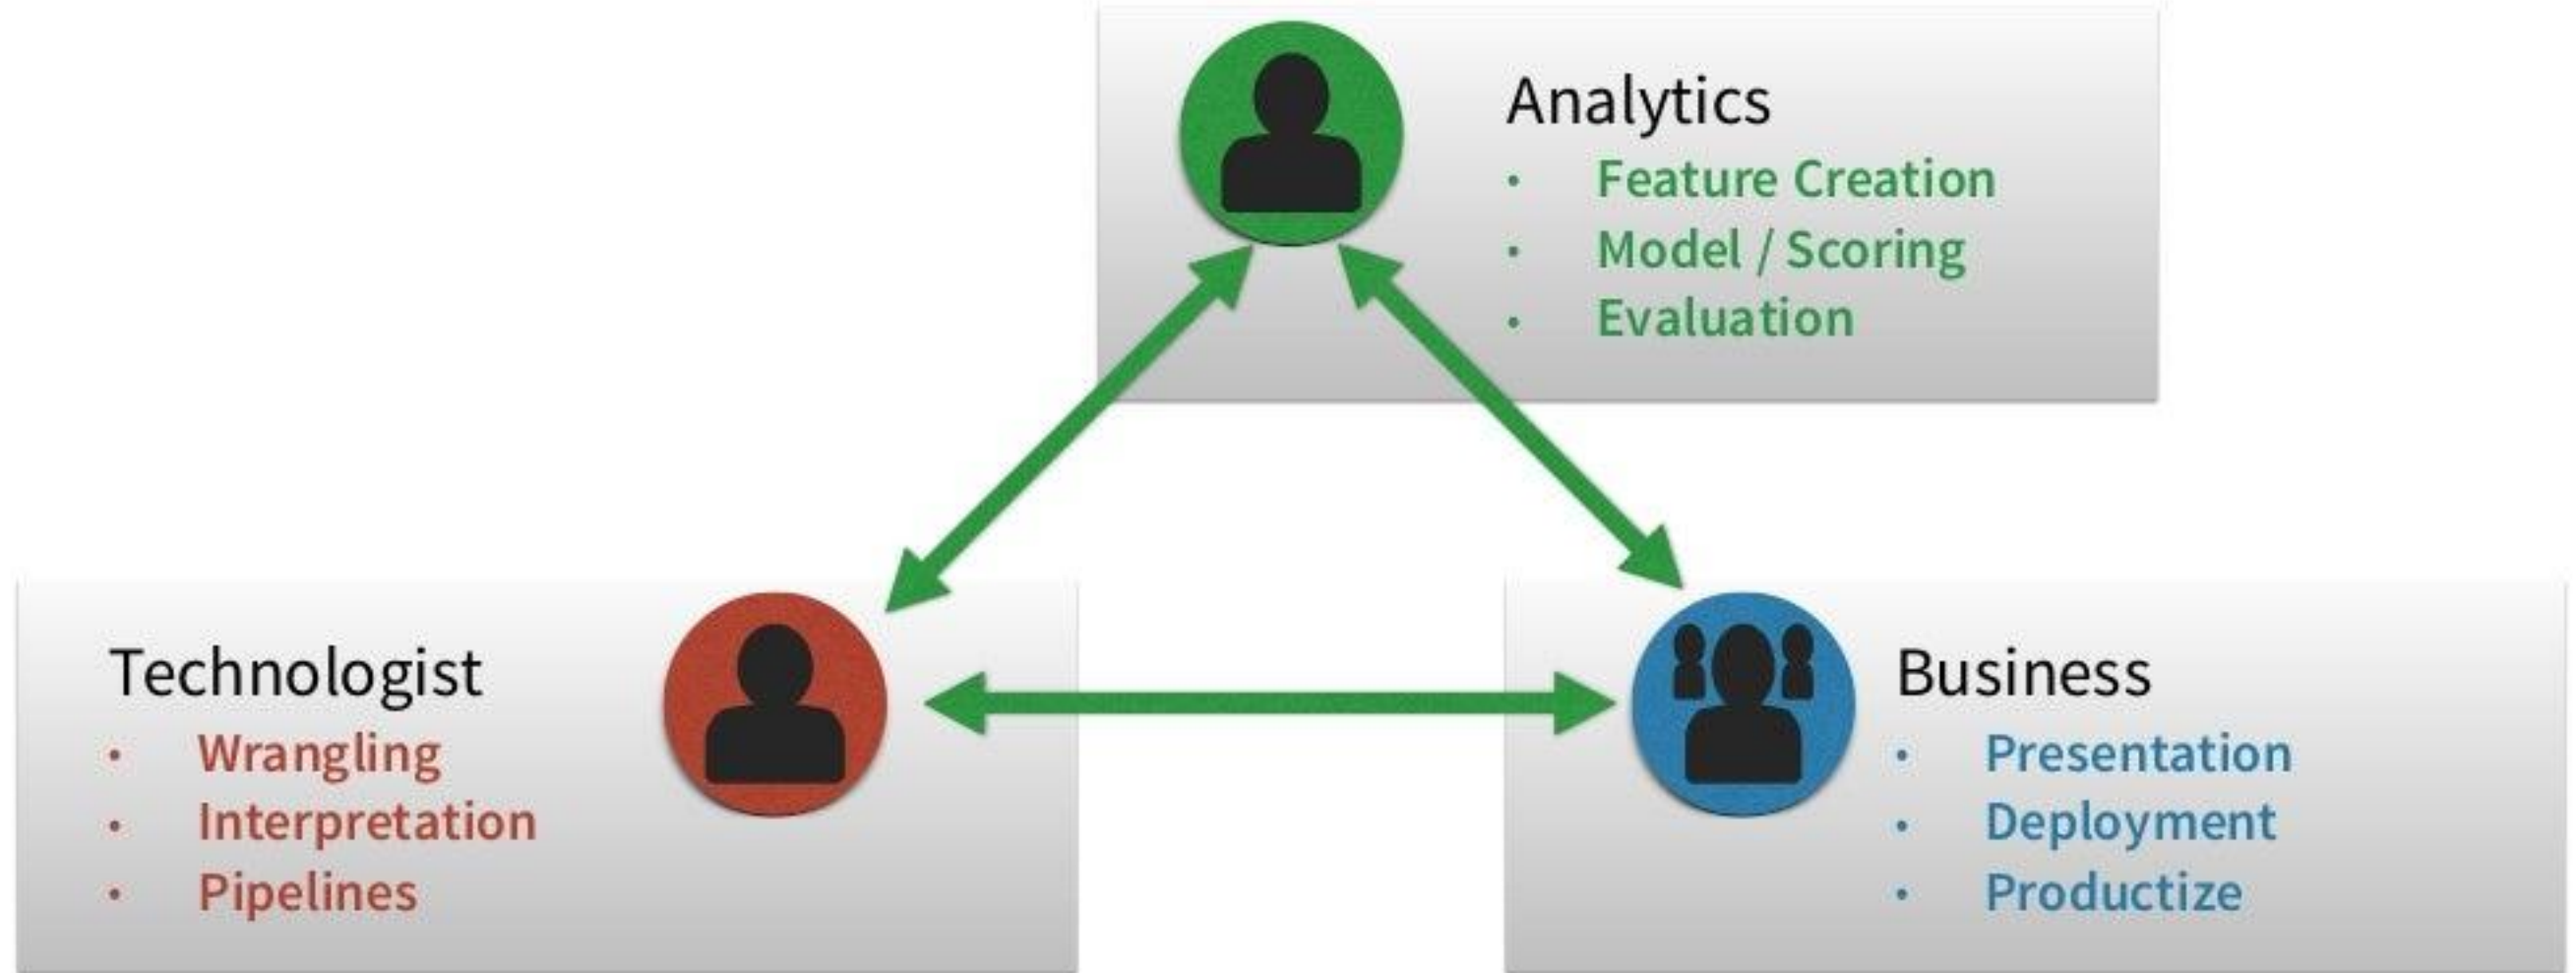 Analytics
• Feature Creation
• Model / Scoring
• Evaluation
Technologist
• Wrangling
• Interpretation
• Pipelines
Business
• Presentation
• Deployment
• Productize